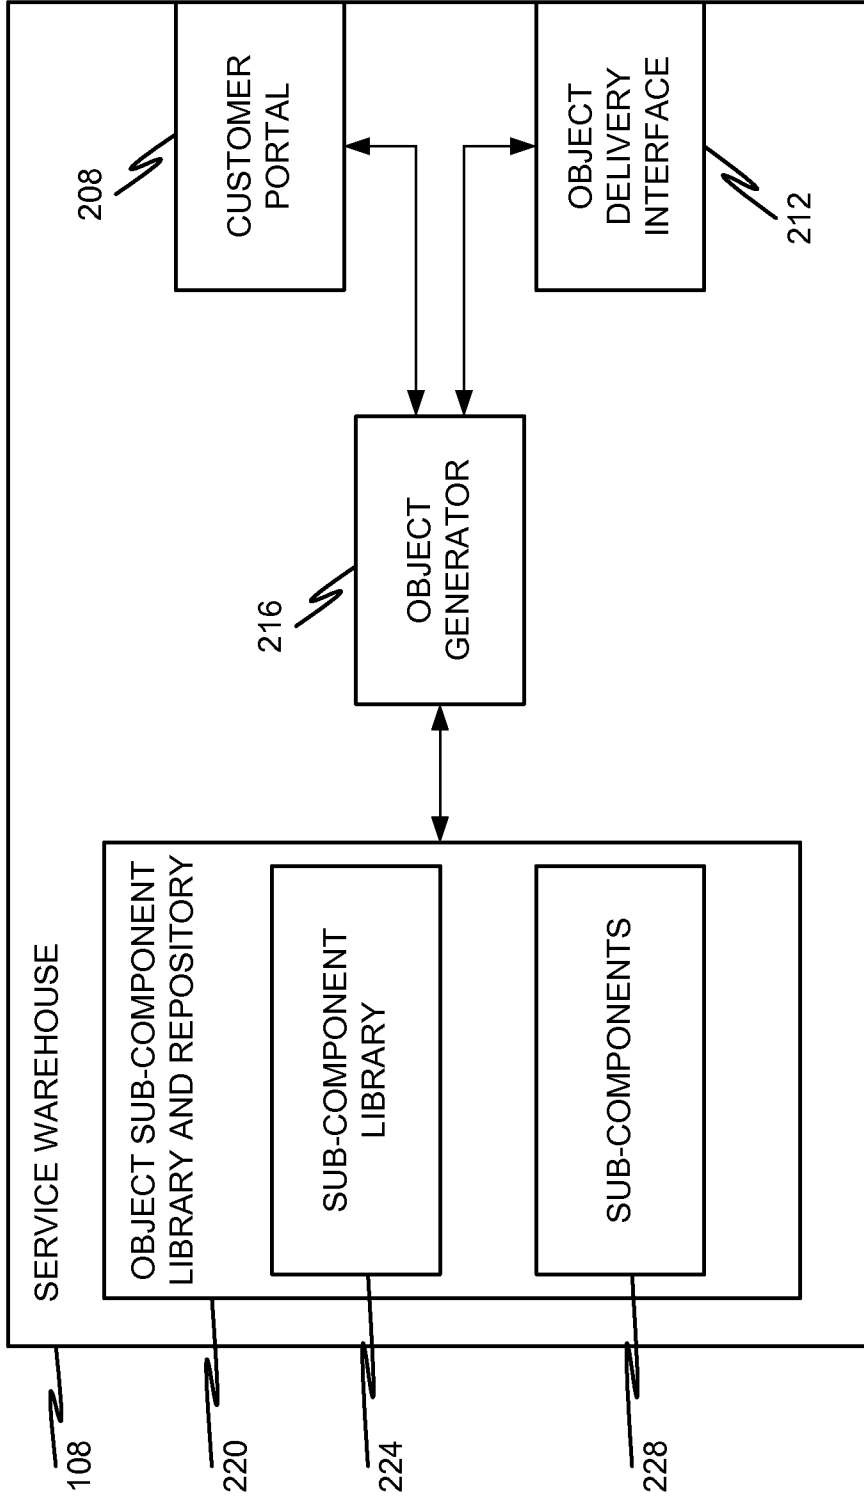 SERVICE WAREHOUSE
108
OBJECT SUB-COMPONENT
LIBRARY AND REPOSITORY
220
SUB-COMPONENT
LIBRARY
224
SUB-COMPONENTS
228
OBJECT
GENERATOR
216
CUSTOMER
PORTAL
208
OBJECT
DELIVERY
INTERFACE
212